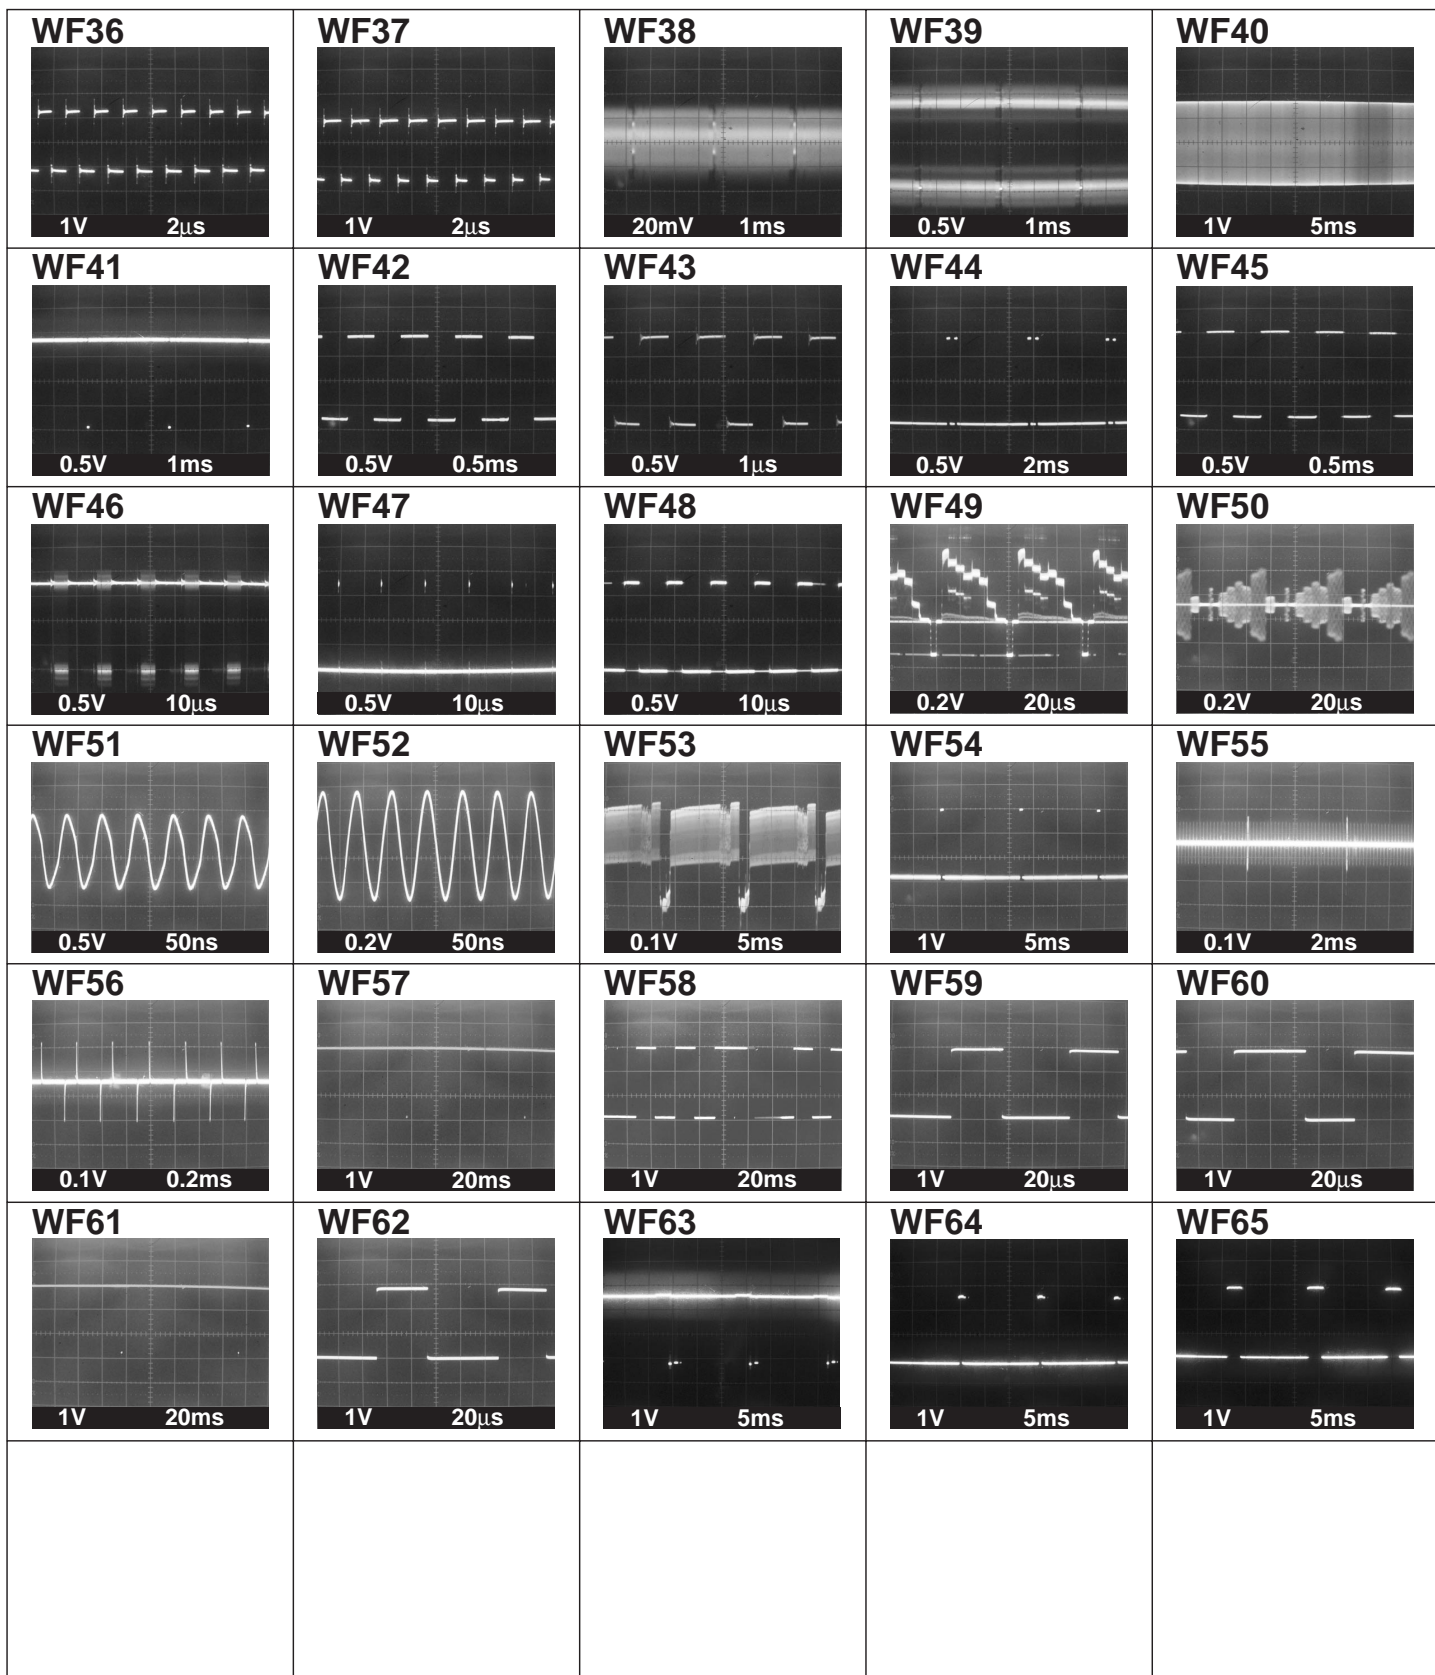 WF36 WF37 WF38 WF39 WF40
1V 2μs 1V 2μs 20mV 1ms 0.5V 1ms 1V 5ms
WF41 WF42 WF43 WF44 WF45
0.5V 1ms 0.5V 0.5ms 0.5V 1μs 0.5V 2ms 0.5V 0.5ms
WF46 WF47 WF48 WF49 WF50
0.5V 10μs 0.5V 10μs 0.5V 10μs 0.2V 20μs 0.2V 20μs
WF51 WF52 WF53 WF54 WF55
0.5V 50ns 0.2V 50ns 0.1V 5ms 1V 5ms 0.1V 2ms
WF56 WF57 WF58 WF59 WF60
0.1V 0.2ms 1V 20ms 1V 20ms 1V 20μs 1V 20μs
WF61 WF62 WF63 WF64 WF65
1V 20ms 1V 20μs 1V 5ms 1V 5ms 1V 5ms